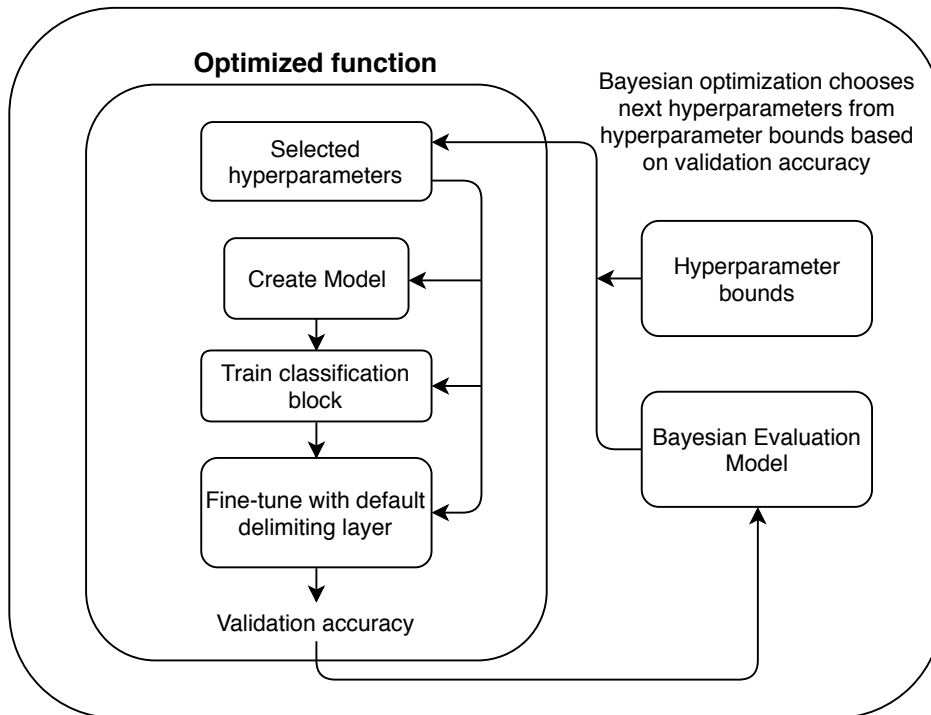 Optimized function
Bayesian optimization chooses
next hyperparameters from
hyperparameter bounds based
on validation accuracy
Selected
hyperparameters
Create Model
Train classification
block
Fine-tune with default
delimiting layer
Validation accuracy
Hyperparameter
bounds
Bayesian Evaluation
Model